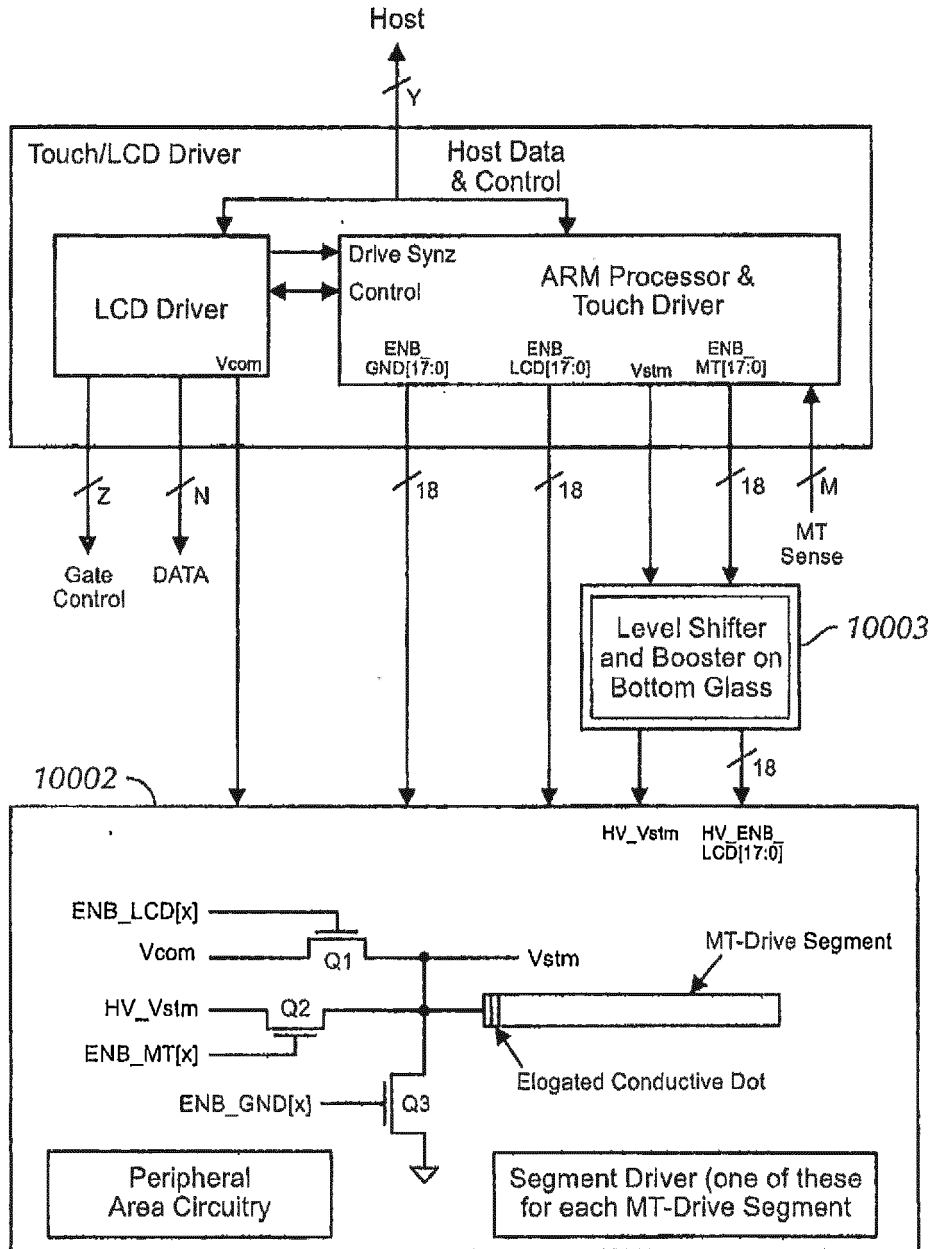 Host
Y
Touch/LCD Driver
Host Data
& Control
LCD Driver
Vcom
Drive Synz
Control
ARM Processor &
Touch Driver
ENB_
GND[17:0]
ENB_
LCD[17:0]
Vstm
ENB_
MT[17:0]
Z
N
18
18
18
M
Gate
Control
DATA
MT
Sense
Level Shifter
and Booster on
Bottom Glass
10003
18
10002
HV_Vstm
HV_ENB_
LCD[17:0]
ENB_LCD[x]
Vcom
Q1
Vstm
MT-Drive Segment
HV_Vstm
Q2
ENB_MT[x]
Elogated Conductive Dot
ENB_GND[x]
Q3
Peripheral
Area Circuitry
Segment Driver (one of these
for each MT-Drive Segment